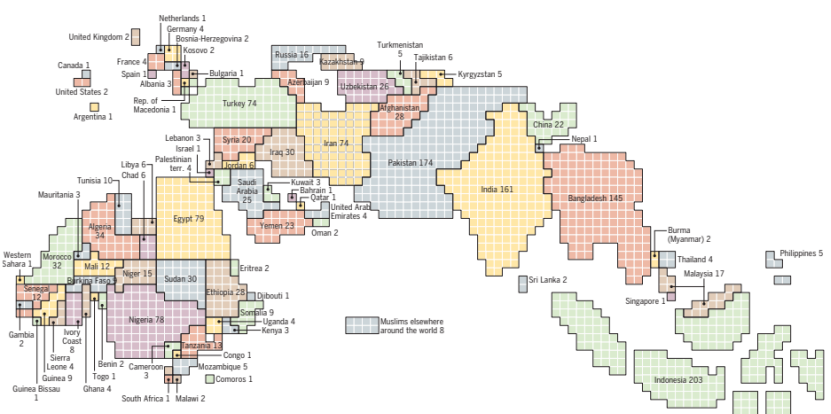 Netherlands 1
Germany 4
Bosnia-Herzegovina 2
Kosovo 2
United Kingdom 2
France 4
Canada 1
Spain 1
Bulgaria 1
Albania 3
United States 2
Rep. of
Macedonia 1
Argentina 1
Russia 16
Kazakhstan 9
Turkmenistan
5
Tajikistan 6
Kyrgyzstan 5
Azerbaijan 9
Uzbekistan 26
Turkey 74
Afghanistan
28
China 22
Nepal 1
Lebanon 3
Israel 1
Palestinian
terr. 4
Syria 20
Iraq 30
Iran 74
Pakistan 174
India 161
Bangladesh 145
Jordan 6
Libya 6
Chad 6
Tunisia 10
Mauritania 3
Saudi
Arabia
25
Kuwait 3
Bahrain 1
Qatar 1
United Arab
Emirates 4
Oman 2
Yemen 23
Egypt 79
Algeria
34
Morocco
32
Western
Sahara 1
Mali 12
Niger 15
Sudan 30
Eritrea 2
Burkina Faso 9
Senegal
12
Ethiopia 28
Djibouti 1
Somalia 9
Uganda 4
Kenya 3
Nigeria 78
Gambia
2
Ivory
Coast
8
Sierra
Leone 4
Guinea 9
Guinea Bissau
1
Ghana 4
Togo 1
Benin 2
Cameroon
3
Tanzania 13
Congo 1
Mozambique 5
Comoros 1
South Africa 1
Malawi 2
Muslims elsewhere
around the world 8
Burma
(Myanmar) 2
Thailand 4
Philippines 5
Malaysia 17
Sri Lanka 2
Singapore 1
Indonesia 203